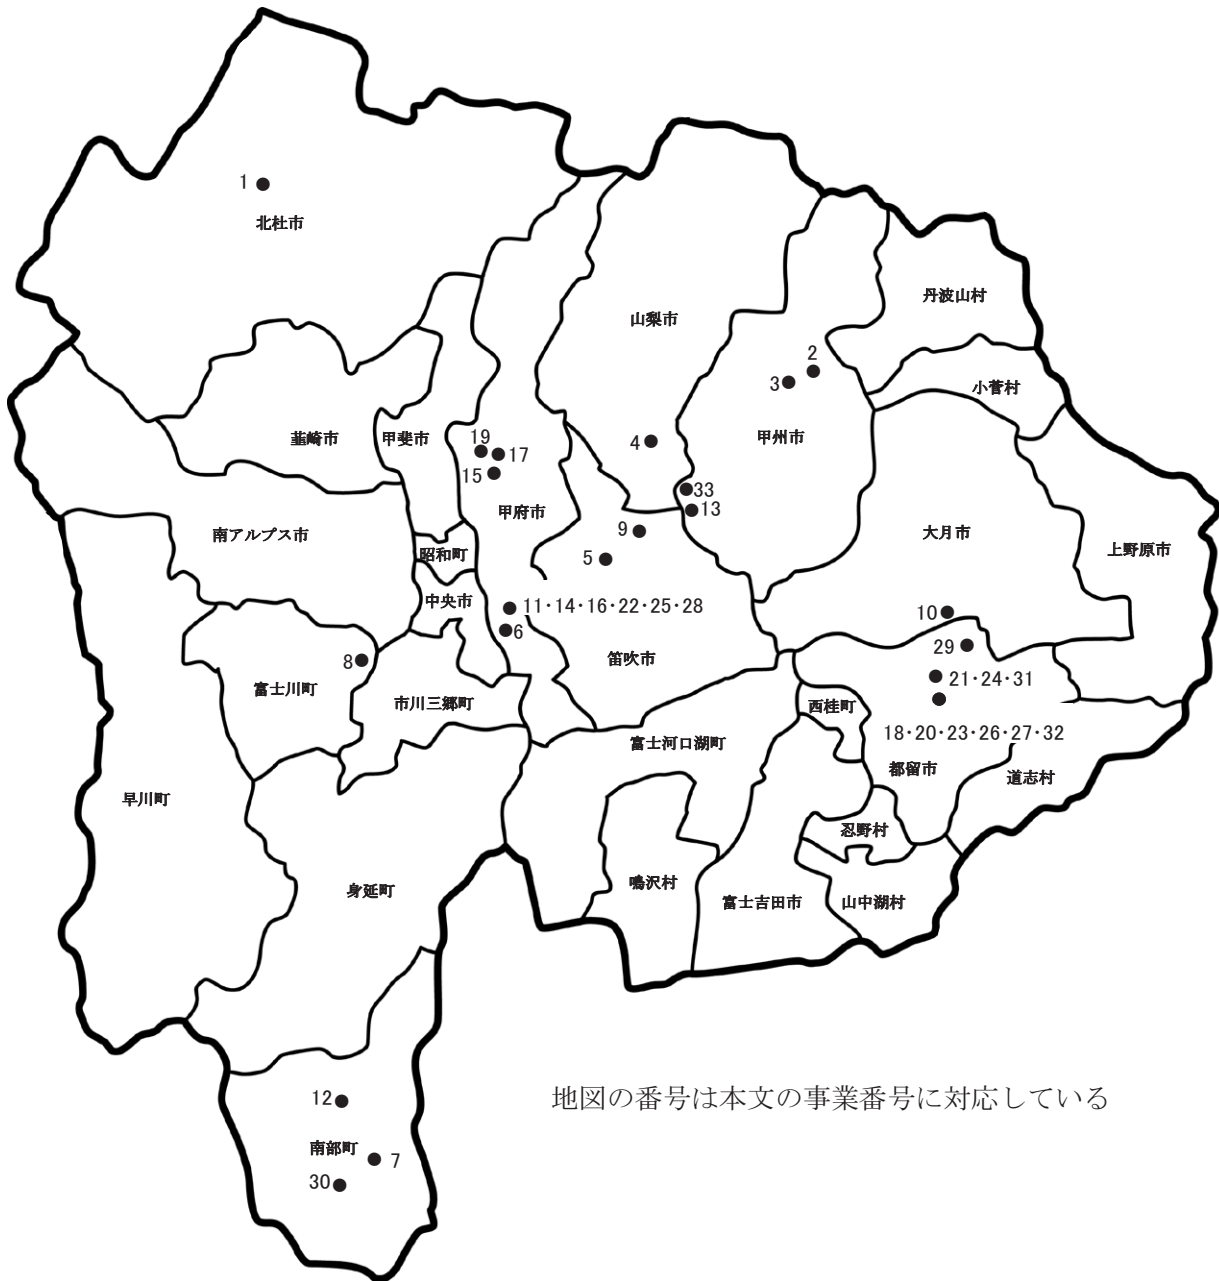 1
北杜市
丹波山村
山梨市
2
3
小菅村
韮崎市
甲斐市
19
17
15
4
甲州市
33
13
甲府市
南アルプス市
昭和町
9
5
大月市
上野原市
中央市
11・14・16・22・25・28
6
10
8
富士川町
市川三郷町
笛吹市
29
21・24・31
西桂町
18・20・23・26・27・32
富士河口湖町
都留市
道志村
早川町
忍野村
身延町
鳴沢村
富士吉田市
山中湖村
12
地図の番号は本文の事業番号に対応している
南部町
7
30